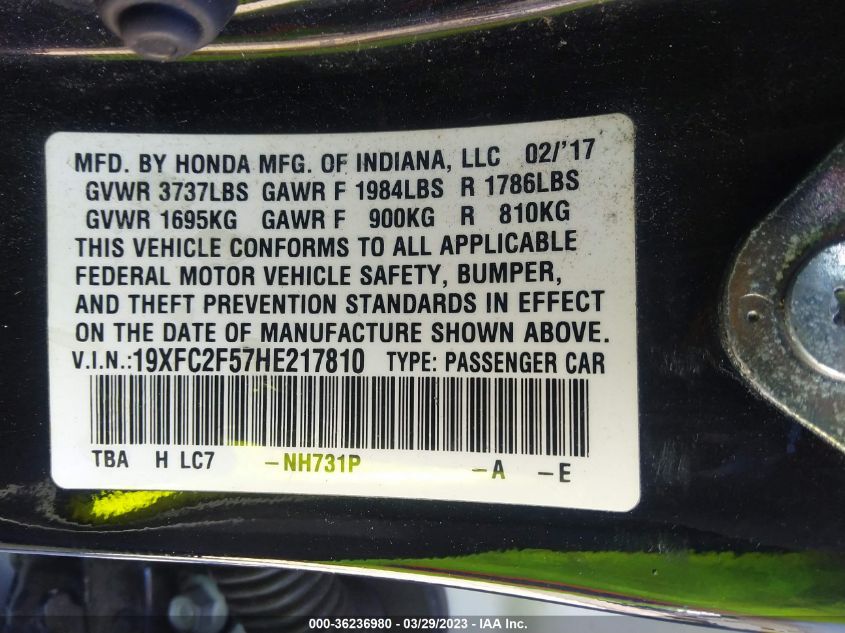 MFD. BY HONDA MFG. OF INDIANA, LLC 02/'17
GVWR 3737LBS GAWR F 1984LBS R 1786LBS
GVWR 1695KG GAWR F 900KG R 810KG
THIS VEHICLE CONFORMS TO ALL APPLICABLE
FEDERAL MOTOR VEHICLE SAFETY, BUMPER,
AND THEFT PREVENTION STANDARDS IN EFFECT
ON THE DATE OF MANUFACTURE SHOWN ABOVE.
V.I.N.:19XFC2F57HE217810 TYPE: PASSENGER CAR
TBA H LC7 -NH731P -A -E
000-36236980 - 03/29/2023 - IAA Inc.